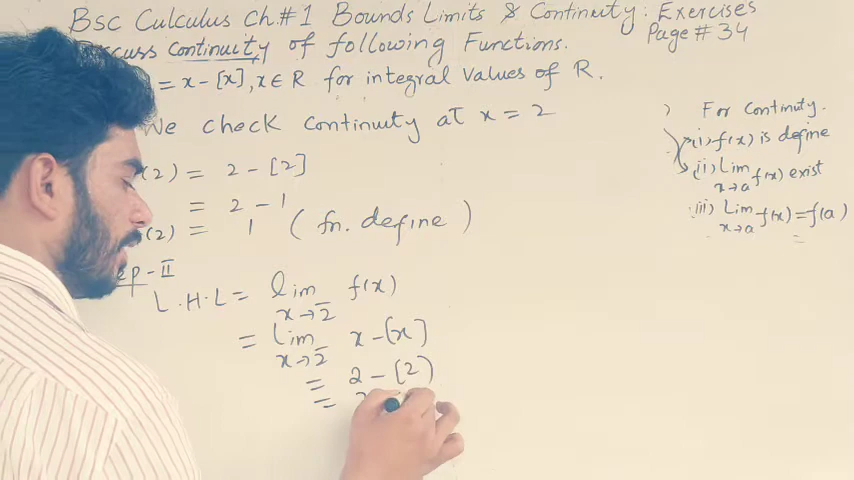 Bsc Calculus Ch.#1 Bounds Limits & Continuity. Exercises
Page # 34
Continuity of following Functions.
= x-[x], x∈R for integral values of R.
We check continuity at x = 2
(2) = 2 - [2]
= 2 - 1
(2) = 1 (fn. define)
ep-II
L.H.L = lim f(x)
x→2̅
= lim x-[x]
x→2̅
= 2-[2)
=
For Continuty.
(i) f(x) is define
(ii) Lim f(x) exist
x→a
(iii) Lim f(x) = f(a)
x→a